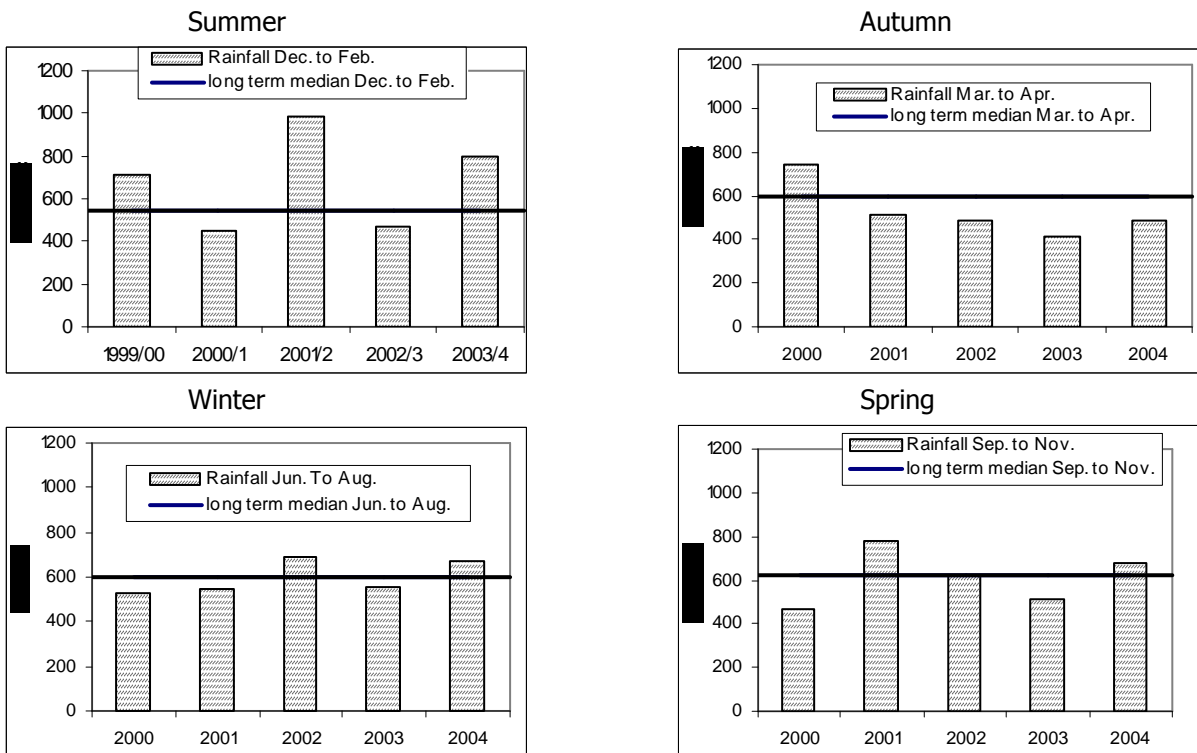 Summer
Rainfall Dec. to Feb.
long term median Dec. to Feb.
1200
1000
800
600
400
200
0
1999/00 2000/1 2001/2 2002/3 2003/4
Autumn
Rainfall Mar. to Apr.
long term median Mar. to Apr.
1200
1000
800
600
400
200
0
2000 2001 2002 2003 2004
Winter
Rainfall Jun. To Aug.
long term median Jun. to Aug.
1200
1000
800
600
400
200
0
2000 2001 2002 2003 2004
Spring
Rainfall Sep. to Nov.
long term median Sep. to Nov.
1200
1000
800
600
400
200
0
2000 2001 2002 2003 2004